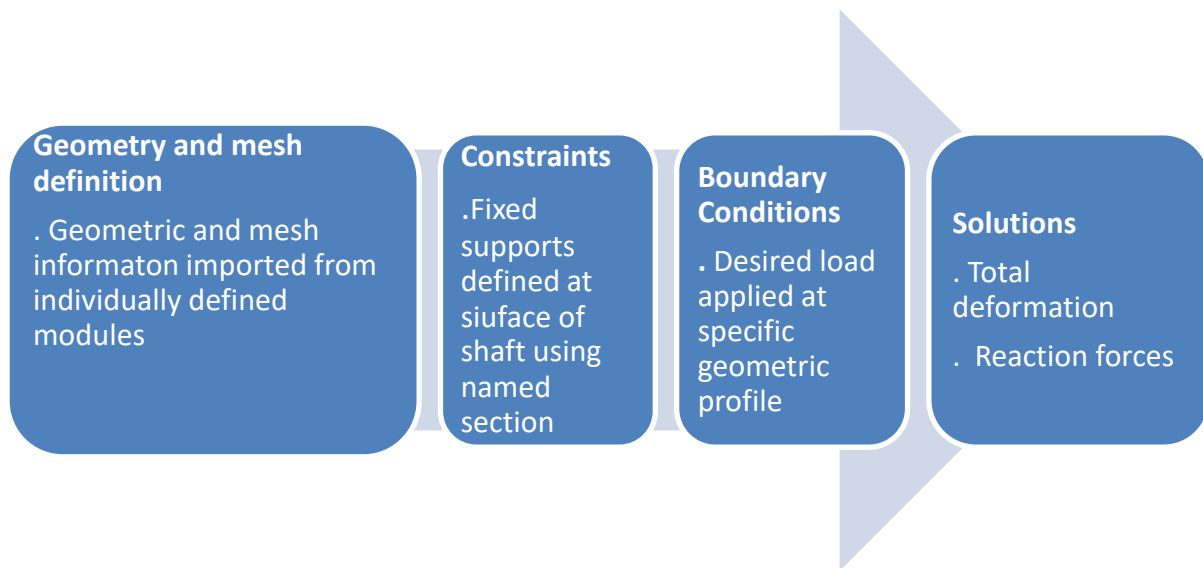 Geometry and mesh
definition
. Geometric and mesh
informaton imported from
individually defined
modules
Constraints
.Fixed
supports
defined at
siuface of
shaft using
named
section
Boundary
Conditions
. Desired load
applied at
specific
geometric
profile
Solutions
. Total
deformation
. Reaction forces